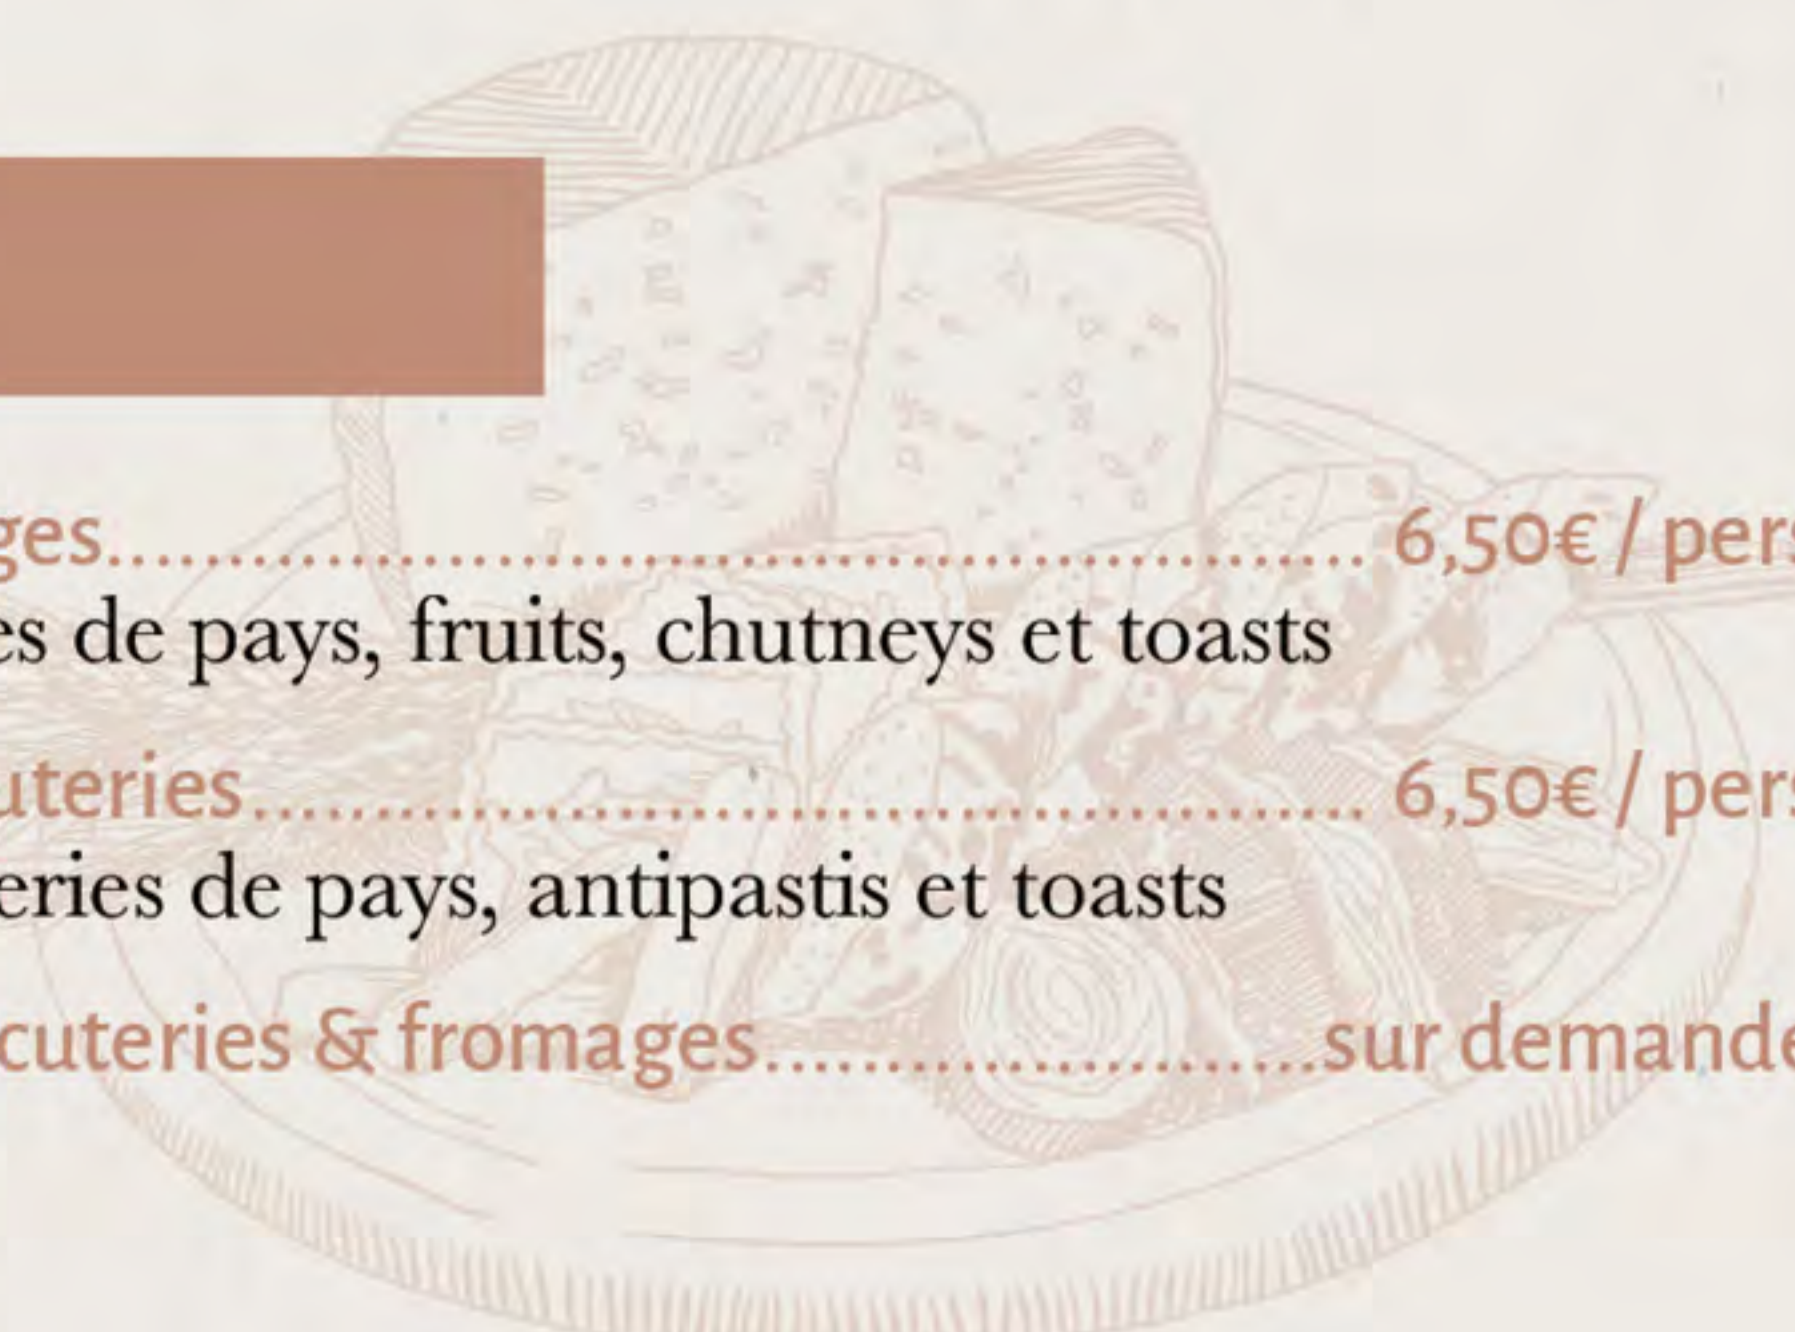 ges.................................................................. 6,50€ / pers
es de pays, fruits, chutneys et toasts
uteries........................................................... 6,50€ / pers
eries de pays, antipastis et toasts
cuteries & fromages.............................sur demande